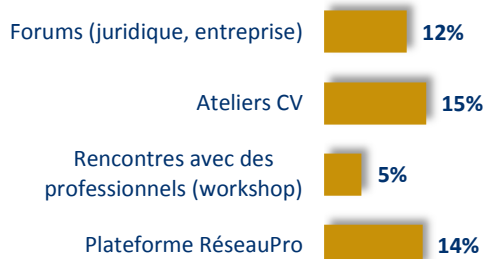 Forums (juridique, entreprise) 12%
Ateliers CV 15%
Rencontres avec des
professionnels (workshop) 5%
Plateforme RéseauPro 14%